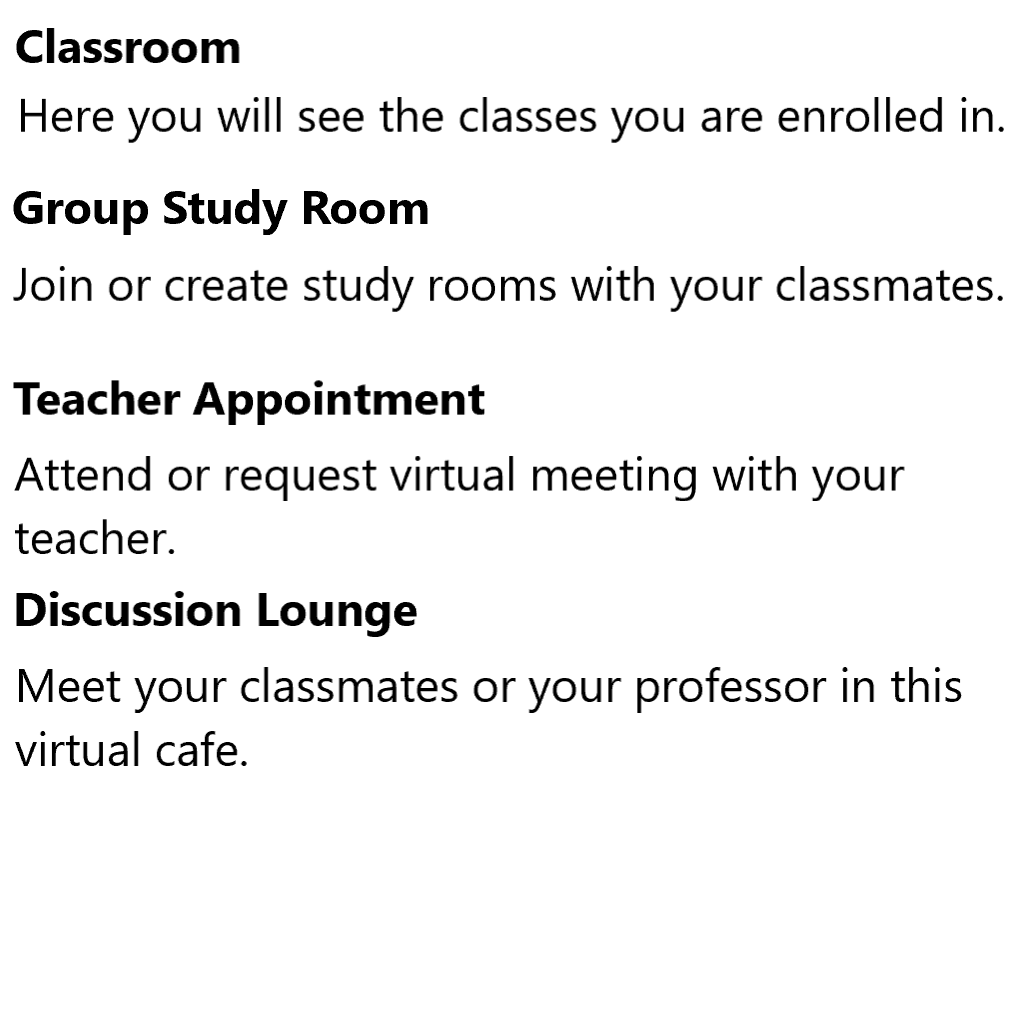 Classroom
Here you will see the classes you are enrolled in.
Group Study Room
Join or create study rooms with your classmates.
Teacher Appointment
Attend or request virtual meeting with your
teacher.
Discussion Lounge
Meet your classmates or your professor in this
virtual cafe.